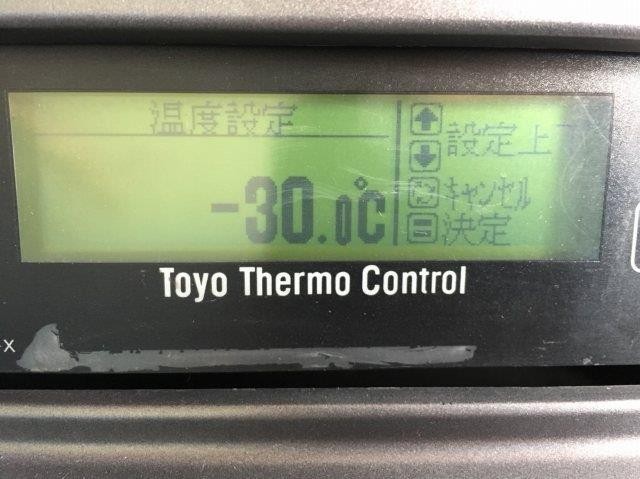 温度設定
-30.0℃
設定上下
キャンセル
決定
Toyo Thermo Control
X